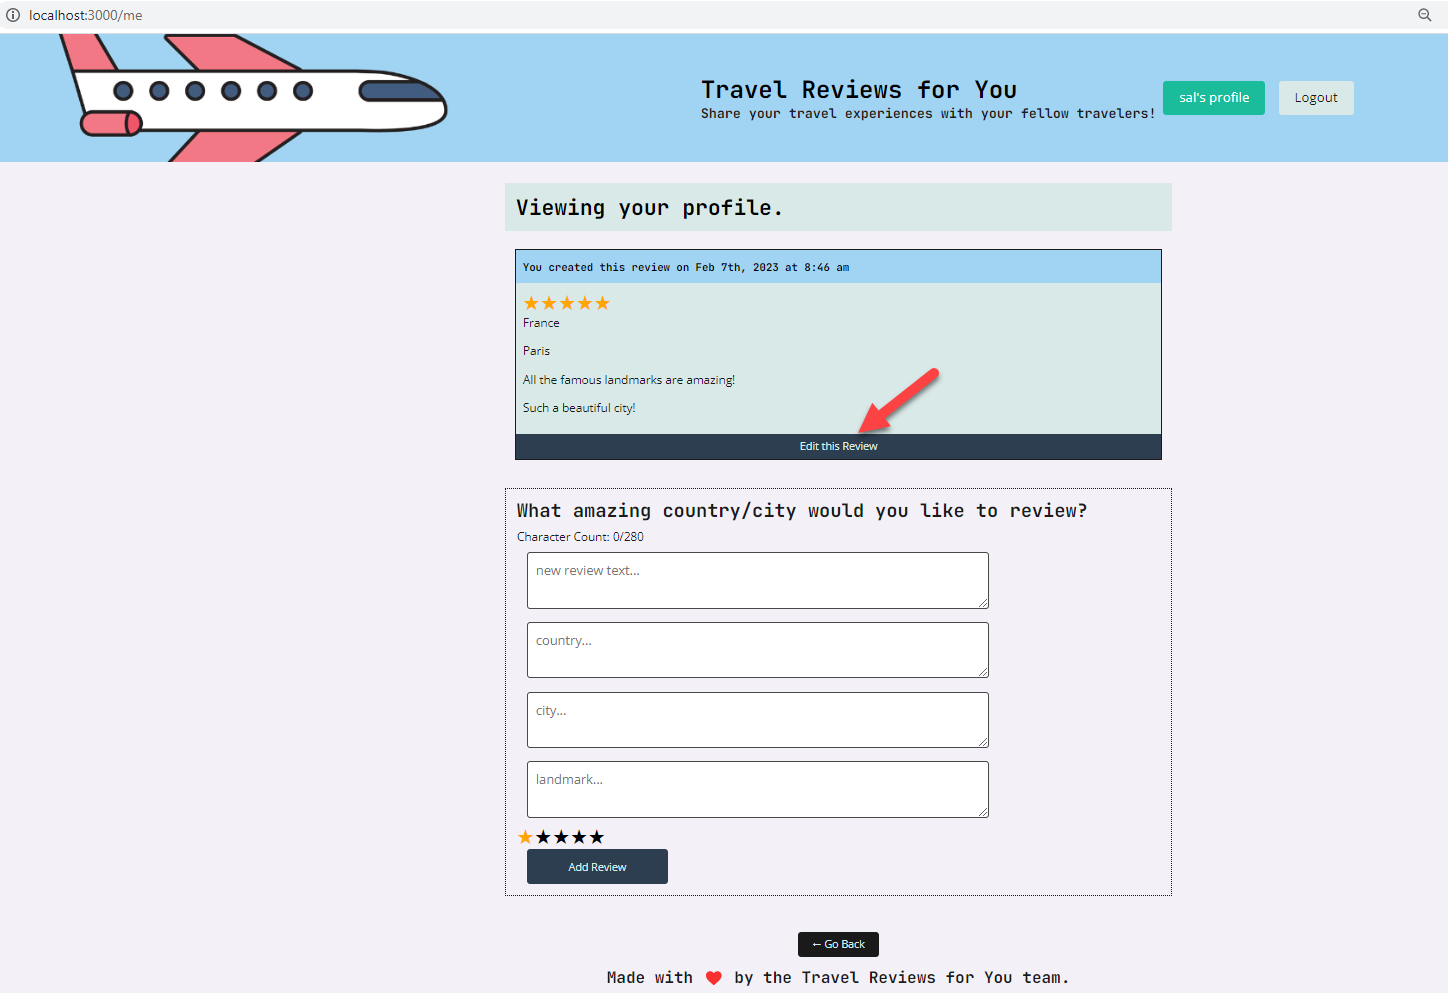 localhost:3000/me
Travel Reviews for You
Share your travel experiences with your fellow travelers!
sal's profile
Logout
Viewing your profile.
You created this review on Feb 7th, 2023 at 8:46 am
★★★★★
France
Paris
All the famous landmarks are amazing!
Such a beautiful city!
Edit this Review
What amazing country/city would you like to review?
Character Count: 0/280
new review text...
country...
city...
landmark...
★★★★★
Add Review
← Go Back
Made with ❤ by the Travel Reviews for You team.